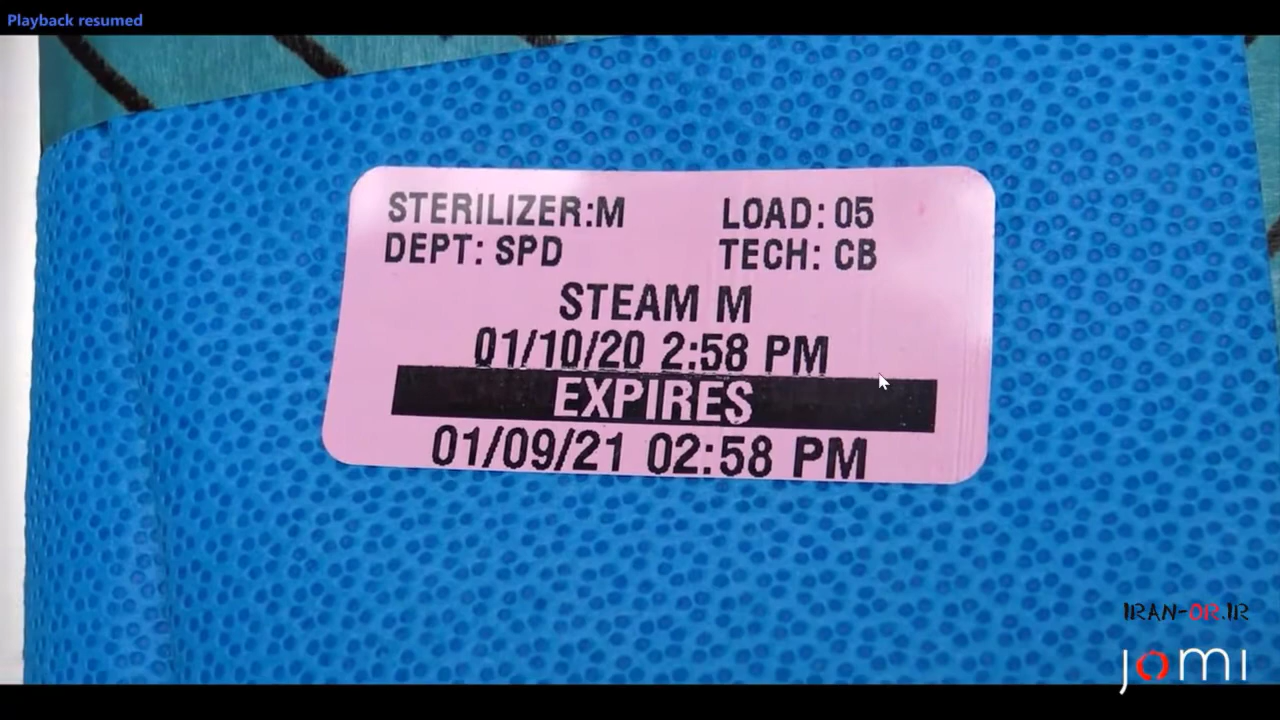 Playback resumed
STERILIZER:M LOAD: 05
DEPT: SPD TECH: CB
STEAM M
01/10/20 2:58 PM
EXPIRES
01/09/21 02:58 PM
IRAN-OR.IR
jomi